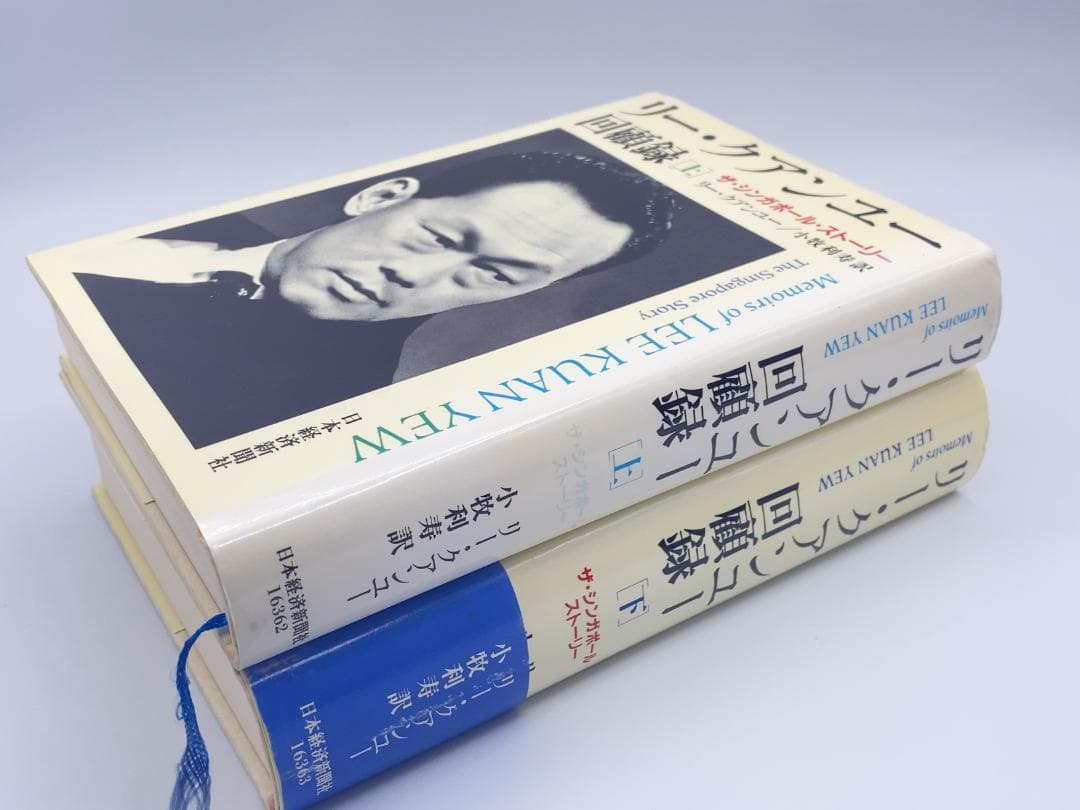 リー・クアンユー
回顧録［上］
ザ・シンガポール・ストーリー
リー・クアンユー／小牧利寿訳
Memoirs of LEE KUAN YEW
The Singapore Story
日本経済新聞社
Memoirs of
LEE KUAN YEW
リー・クアンユー
回顧録
［上］
ザ・シンガポール
ストーリー
リー・クアンユー
小牧利寿訳
日本経済新聞社
16362
Memoirs of
LEE KUAN YEW
リー・クアンユー
回顧録
［下］
ザ・シンガポール
ストーリー
リー・クアンユー
小牧利寿訳
日本経済新聞社
16363